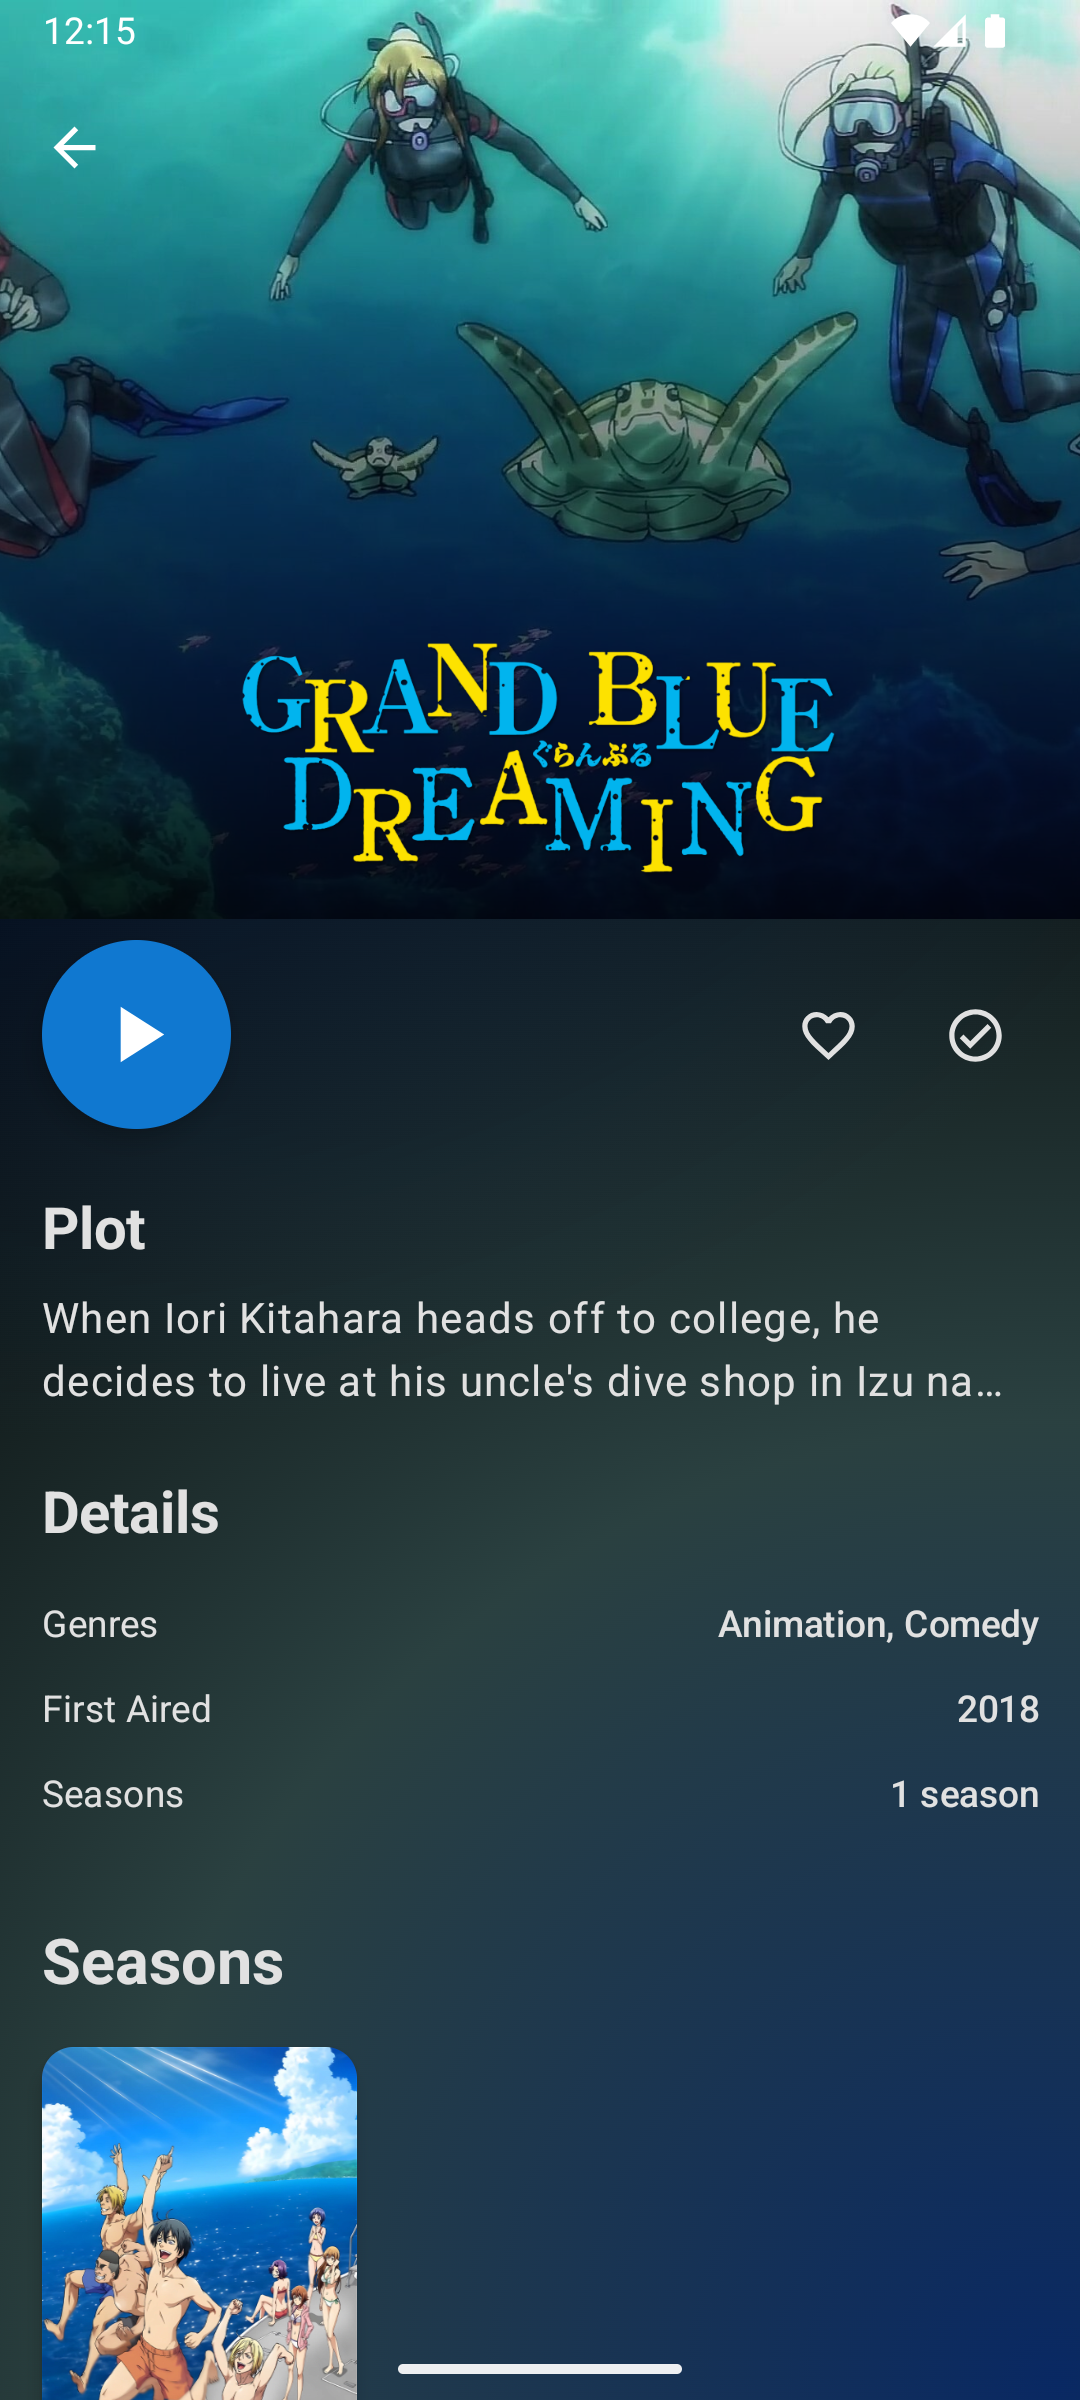 12:15
GRAND BLUE
ぐらんぶる
DREAMING
Plot
When Iori Kitahara heads off to college, he
decides to live at his uncle's dive shop in Izu na…
Details
Genres
Animation, Comedy
First Aired
2018
Seasons
1 season
Seasons